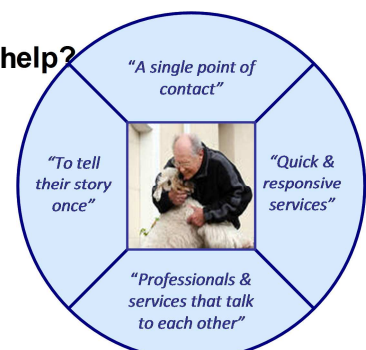 help?
“A single point of
contact”
“To tell
their story
once”
“Quick &
responsive
services”
“Professionals &
services that talk
to each other”